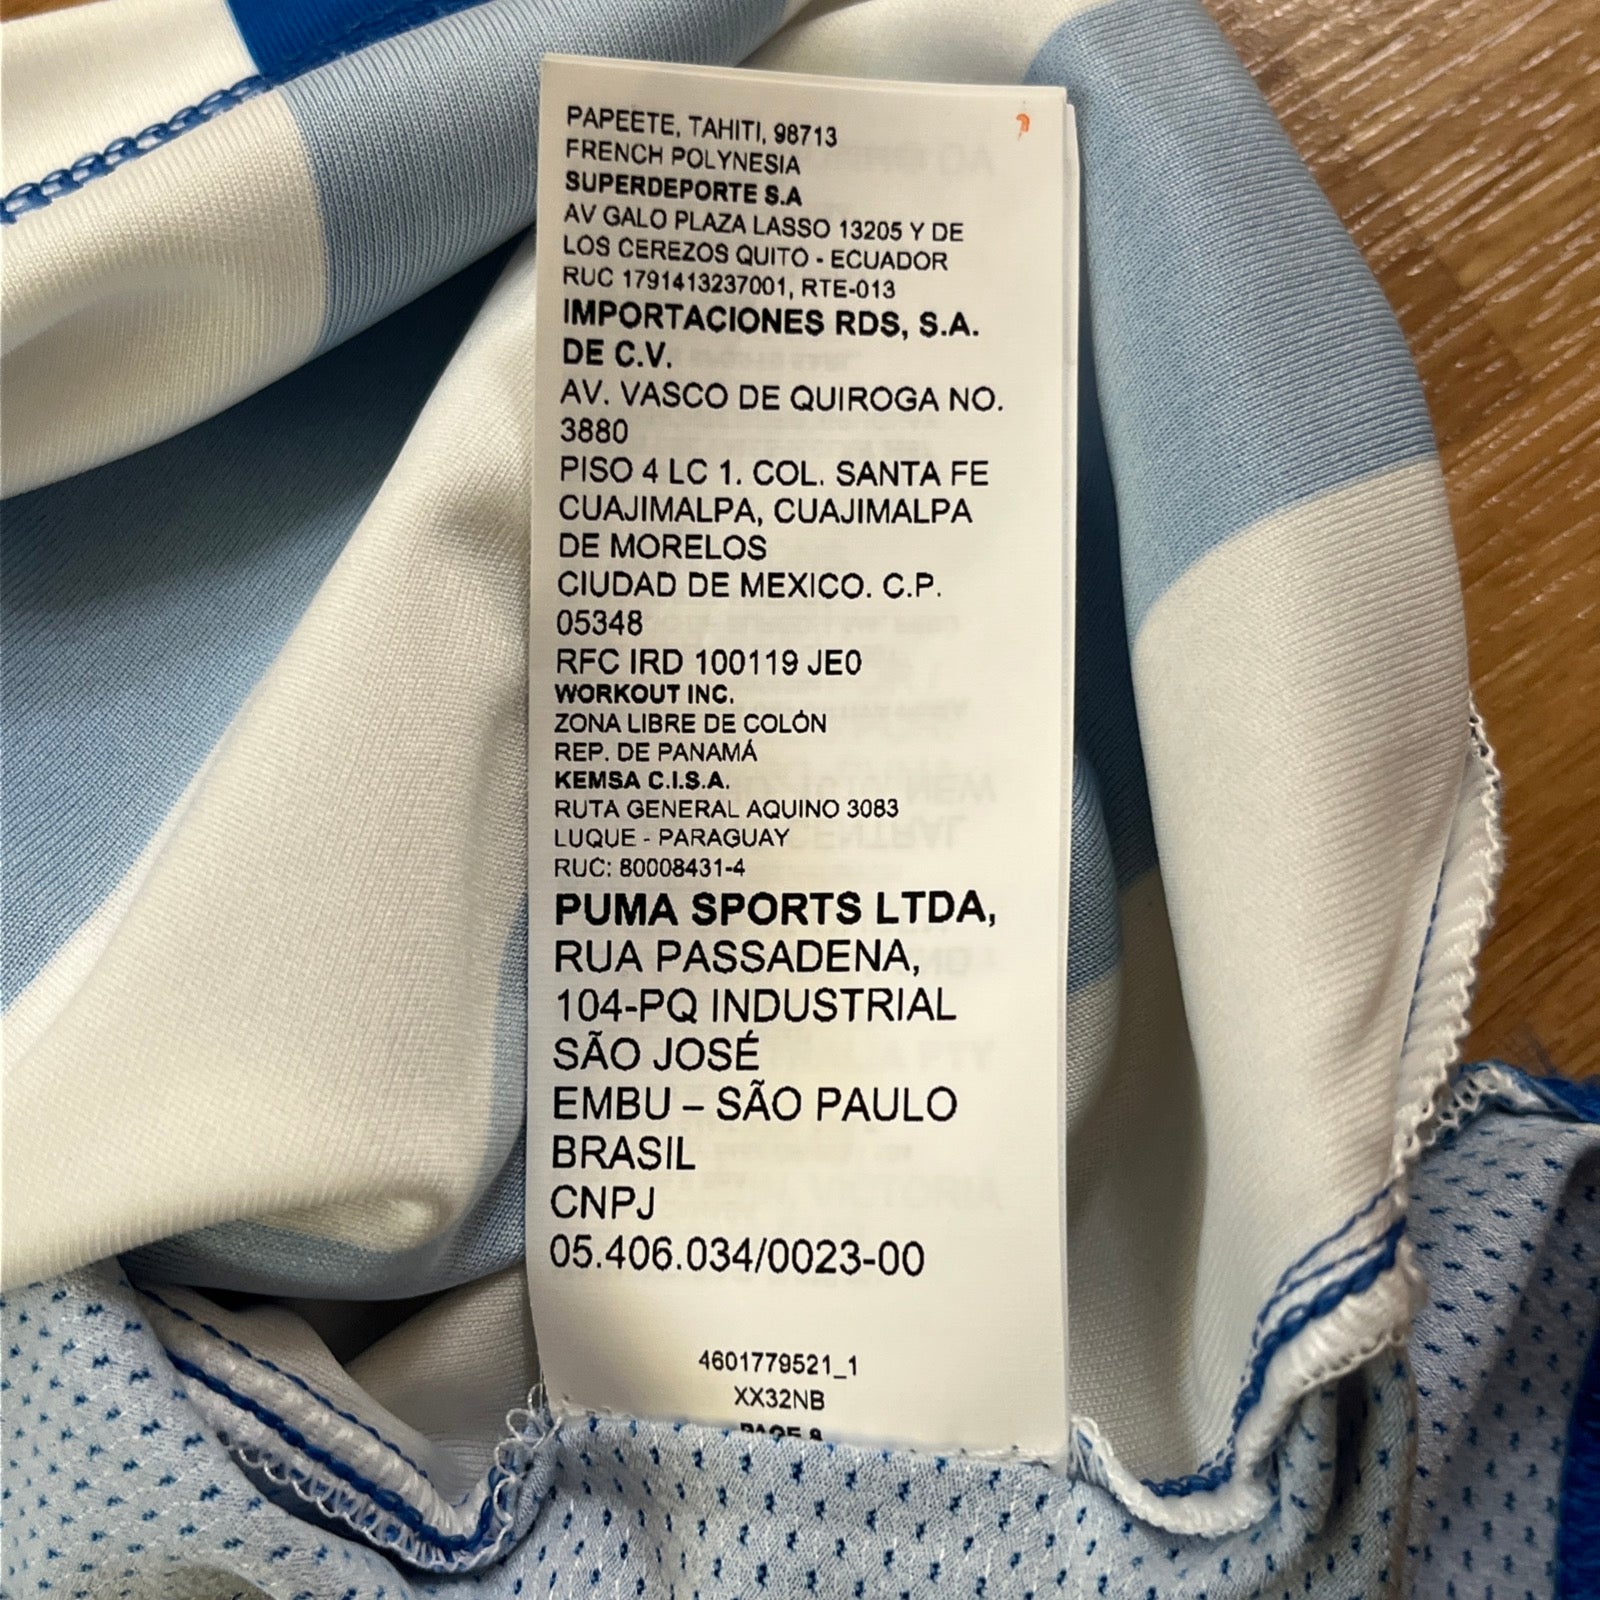 PAPEETE, TAHITI, 98713
FRENCH POLYNESIA
SUPERDEPORTE S.A
AV GALO PLAZA LASSO 13205 Y DE
LOS CEREZOS QUITO - ECUADOR
RUC 1791413237001, RTE-013
IMPORTACIONES RDS, S.A.
DE C.V.
AV. VASCO DE QUIROGA NO.
3880
PISO 4 LC 1. COL. SANTA FE
CUAJIMALPA, CUAJIMALPA
DE MORELOS
CIUDAD DE MEXICO. C.P.
05348
RFC IRD 100119 JE0
WORKOUT INC.
ZONA LIBRE DE COLÓN
REP. DE PANAMÁ
KEMSA C.I.S.A.
RUTA GENERAL AQUINO 3083
LUQUE - PARAGUAY
RUC: 80008431-4
PUMA SPORTS LTDA,
RUA PASSADENA,
104-PQ INDUSTRIAL
SÃO JOSÉ
EMBU – SÃO PAULO
BRASIL
CNPJ
05.406.034/0023-00
4601779521_1
XX32NB
PAGE 8